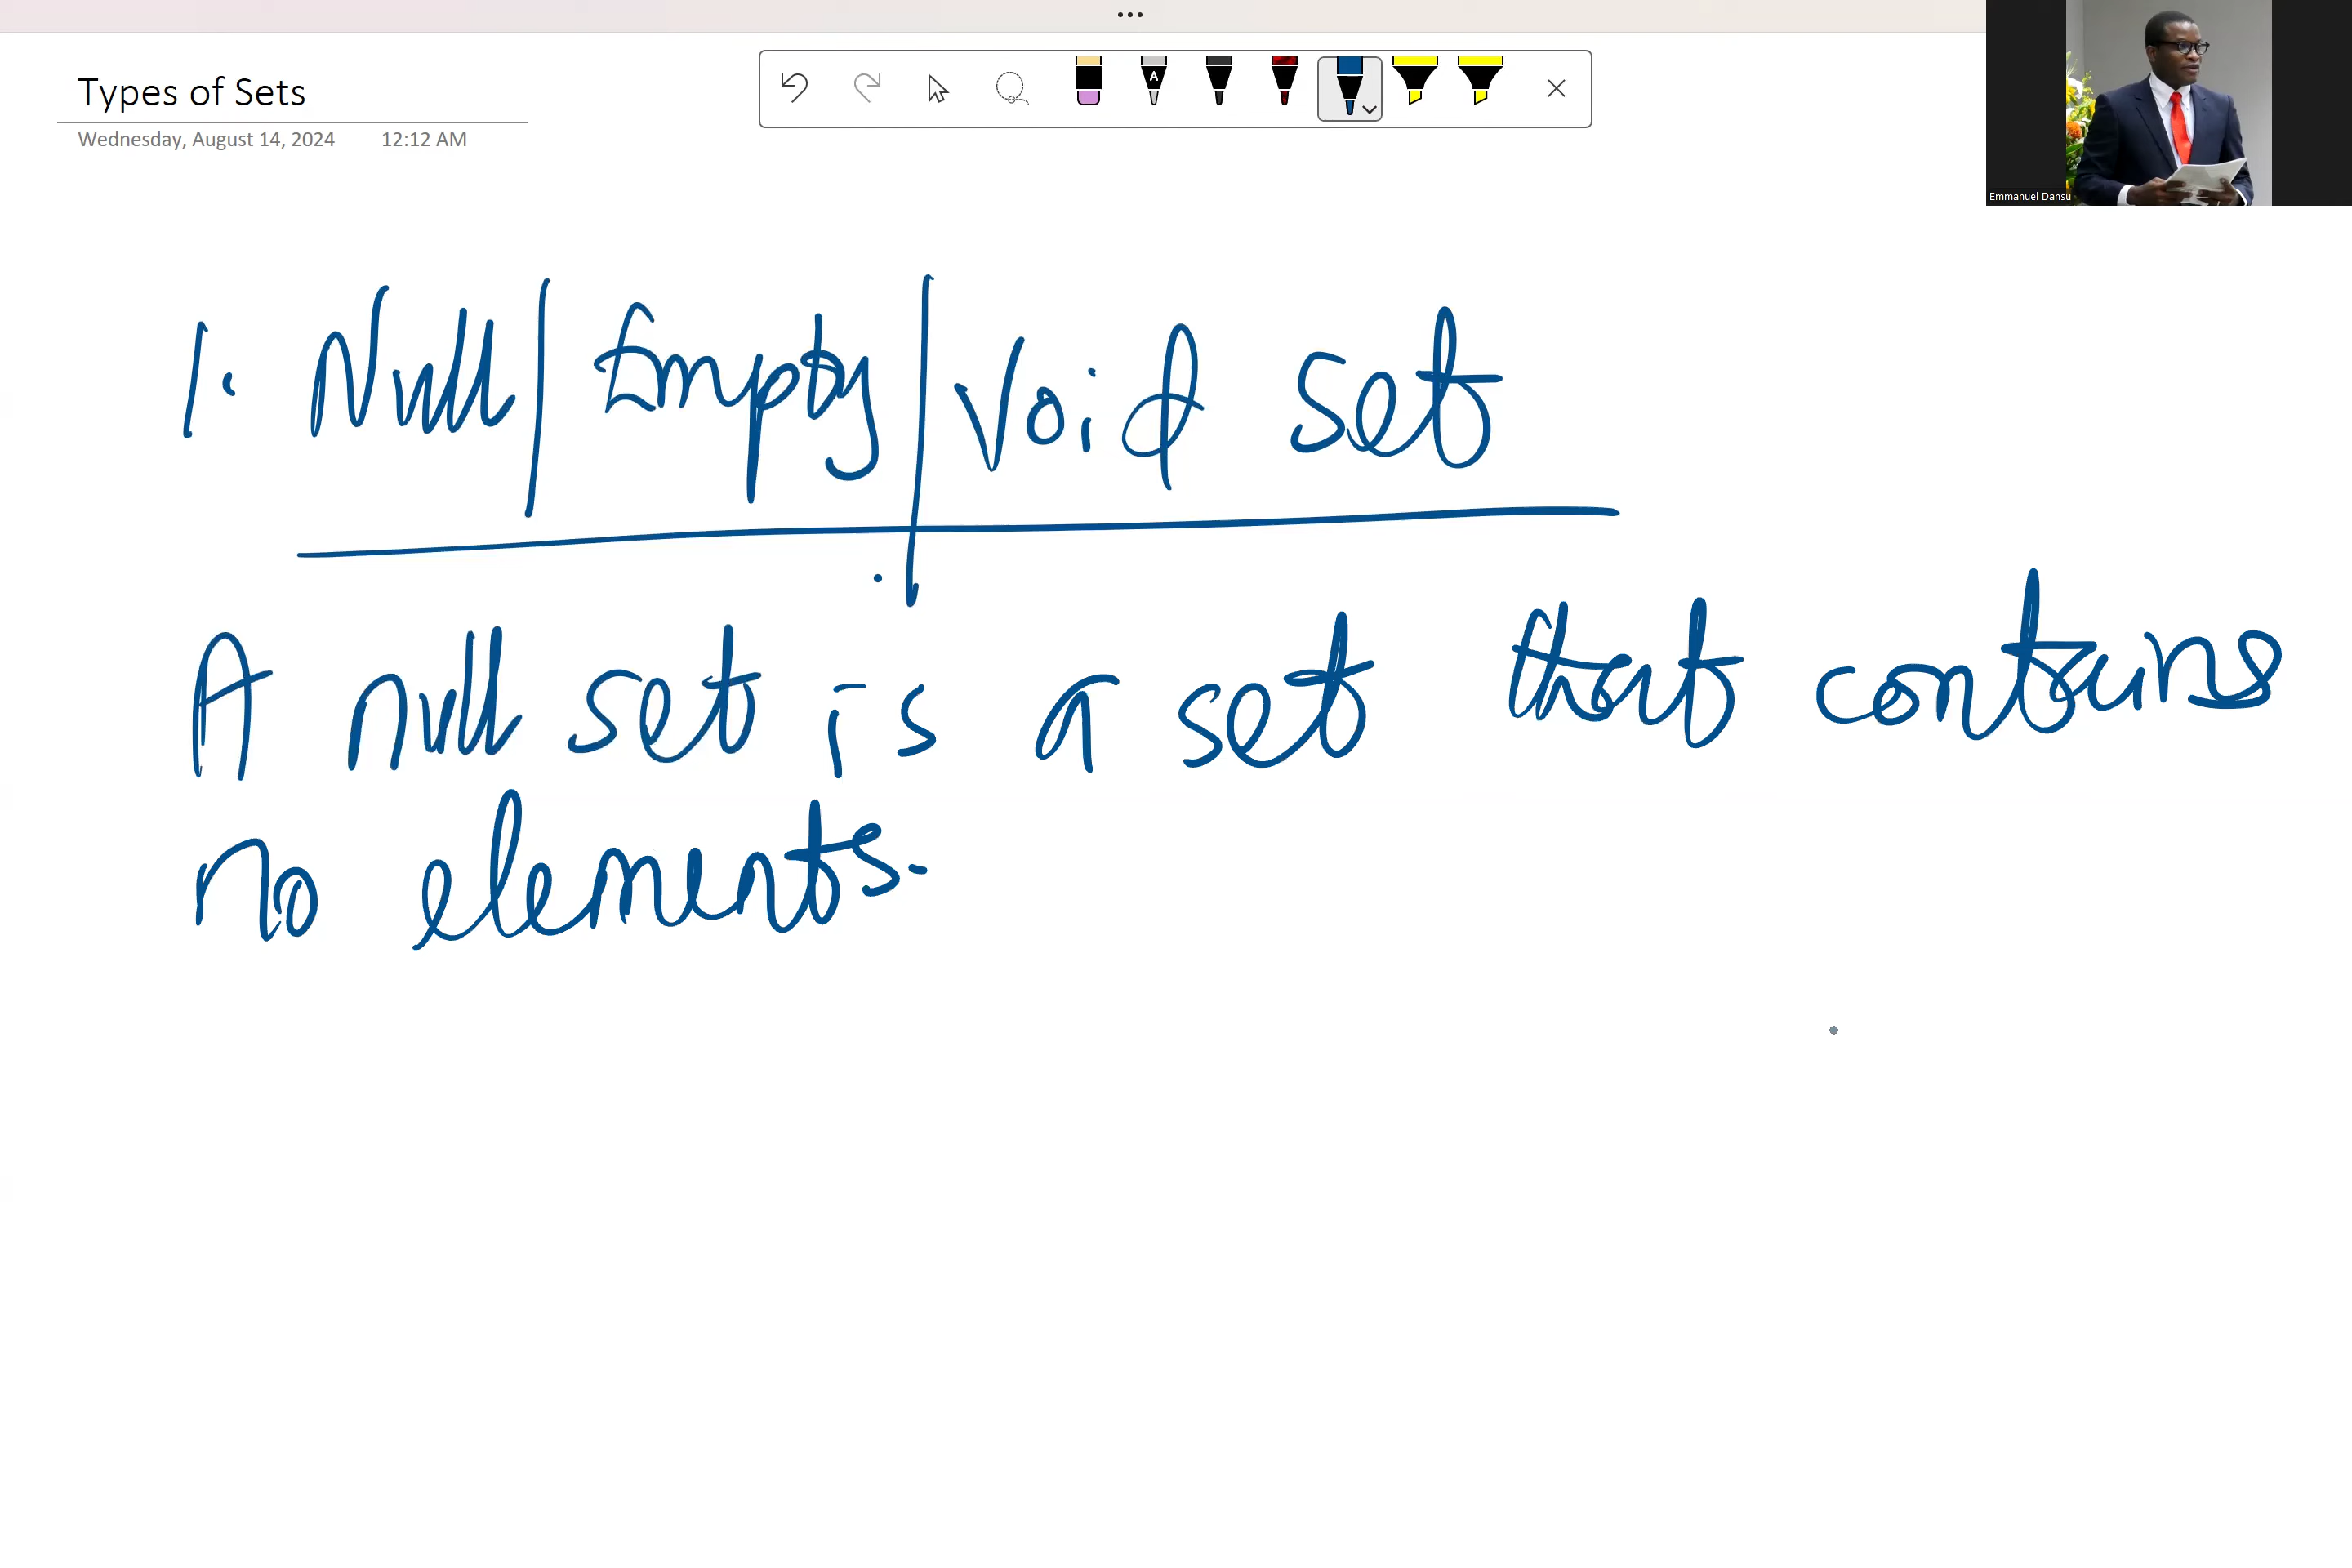 Types of Sets
Wednesday, August 14, 2024 12:12 AM
A
Emmanuel Dansu
1. Null/Empty/Void set
A null set is a set that contains
no elements.